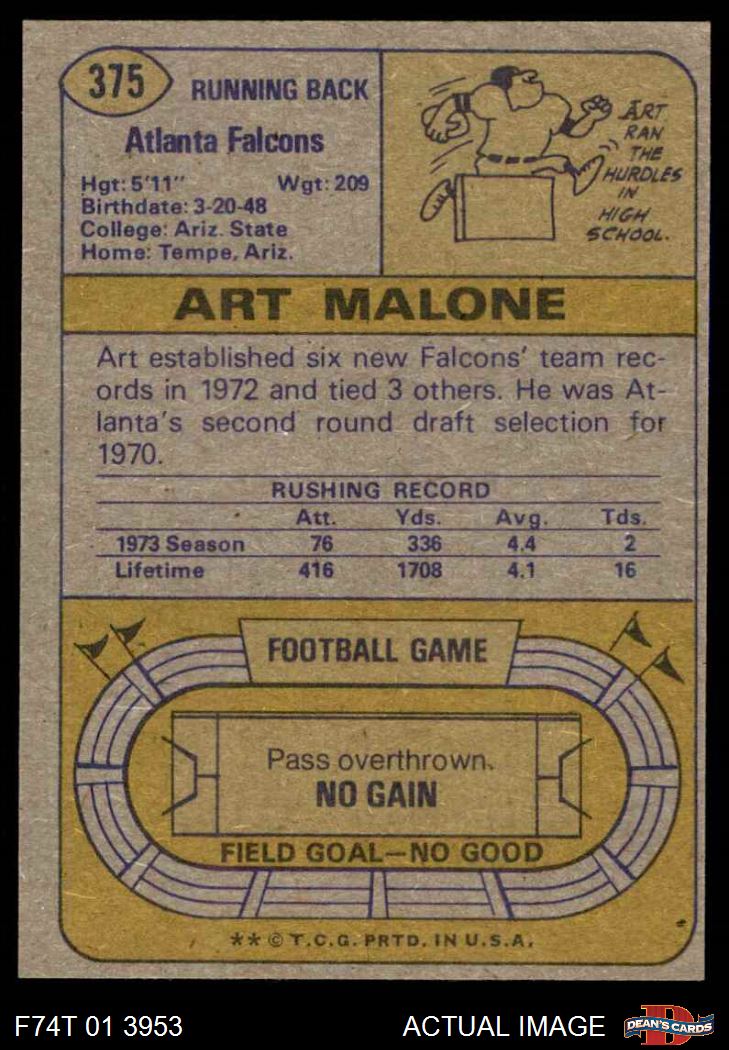 375
RUNNING BACK
Atlanta Falcons
Hgt: 5'11" Wgt: 209
Birthdate: 3-20-48
College: Ariz. State
Home: Tempe, Ariz.
ART
RAN
THE
HURDLES
IN
HIGH
SCHOOL.
ART MALONE
Art established six new Falcons' team rec-
ords in 1972 and tied 3 others. He was At-
lanta's second round draft selection for
1970.
RUSHING RECORD
Att. Yds. Avg. Tds.
1973 Season 76 336 4.4 2
Lifetime 416 1708 4.1 16
FOOTBALL GAME
Pass overthrown.
NO GAIN
FIELD GOAL—NO GOOD
** © T.C.G. PRTD. IN U.S.A.
F74T 01 3953
ACTUAL IMAGE
DEAN'S CARDS